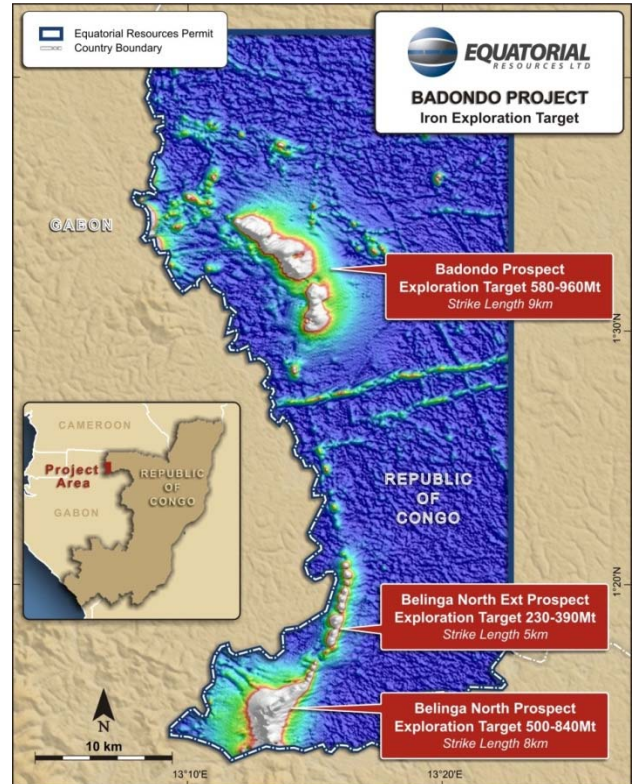 Equatorial Resources Permit
Country Boundary
EQUATORIAL
RESOURCES LTD
BADONDO PROJECT
Iron Exploration Target
GABON
Badondo Prospect
Exploration Target 580-960Mt
Strike Length 9km
1°30'
CAMEROON
Project
Area
REPUBLIC
OF
CONGO
GABON
REPUBLIC
OF
CONGO
1°20'N
Belinga North Ext Prospect
Exploration Target 230-390Mt
Strike Length 5km
Belinga North Prospect
Exploration Target 500-840Mt
Strike Length 8km
N
10 km
13°10'E
13°20'E